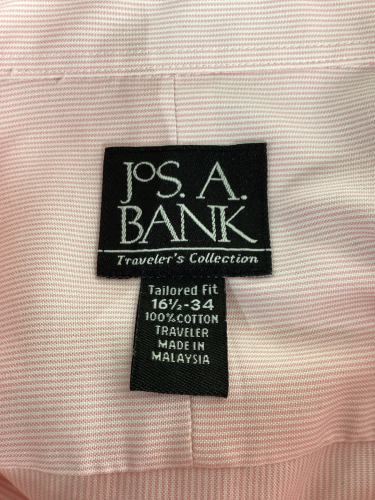 JOS. A.
BANK
Traveler's Collection
Tailored Fit
16½-34
100% COTTON
TRAVELER
MADE IN
MALAYSIA